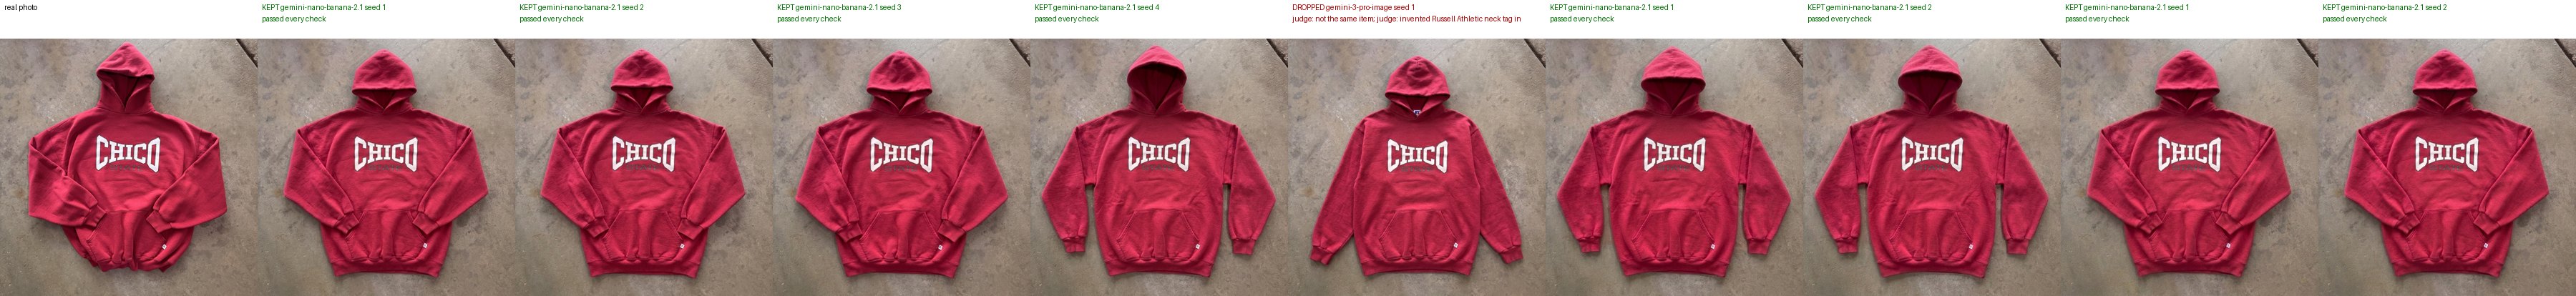 real photo
KEPT gemini-nano-banana-2.1 seed 1
passed every check
KEPT gemini-nano-banana-2.1 seed 2
passed every check
KEPT gemini-nano-banana-2.1 seed 3
passed every check
KEPT gemini-nano-banana-2.1 seed 4
passed every check
DROPPED gemini-3-pro-image seed 1
judge: not the same item; judge: invented Russell Athletic neck tag in
KEPT gemini-nano-banana-2.1 seed 1
passed every check
KEPT gemini-nano-banana-2.1 seed 2
passed every check
KEPT gemini-nano-banana-2.1 seed 1
passed every check
KEPT gemini-nano-banana-2.1 seed 2
passed every check
CHICO
CHICO
CHICO
CHICO
CHICO
CHICO
CHICO
CHICO
CHICO
CHICO